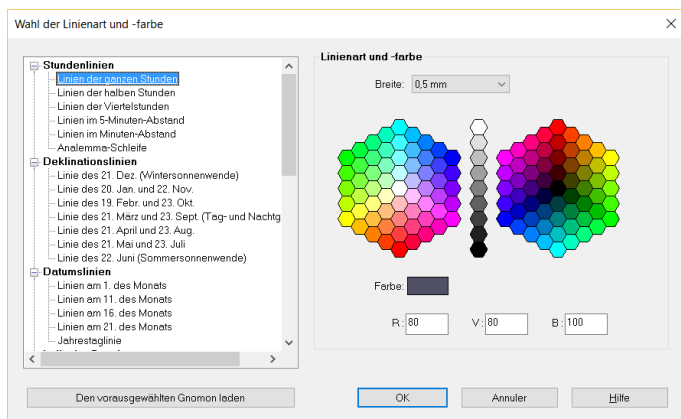 Wahl der Linienart und -farbe
Stundenlinien
Linien der ganzen Stunden
Linien der halben Stunden
Linien der Viertelstunden
Linien im 5-Minuten-Abstand
Linien im Minuten-Abstand
Analemma-Schleife
Deklinationslinien
Linie des 21. Dez. (Wintersonnenwende)
Linie des 20. Jan. und 22. Nov.
Linie des 19. Febr. und 23. Okt.
Linie des 21. März und 23. Sept. (Tag- und Nachtg
Linie des 21. April und 23. Aug.
Linie des 21. Mai und 23. Juli
Linie des 22. Juni (Sommersonnenwende)
Datumslinien
Linien am 1. des Monats
Linien am 11. des Monats
Linien am 16. des Monats
Linien am 21. des Monats
Jahrestaglinie
Linienart und -farbe
Breite: 0,5 mm
Farbe:
R: 80 V: 80 B: 100
Den vorausgewählten Gnomon laden
OK Annuler Hilfe